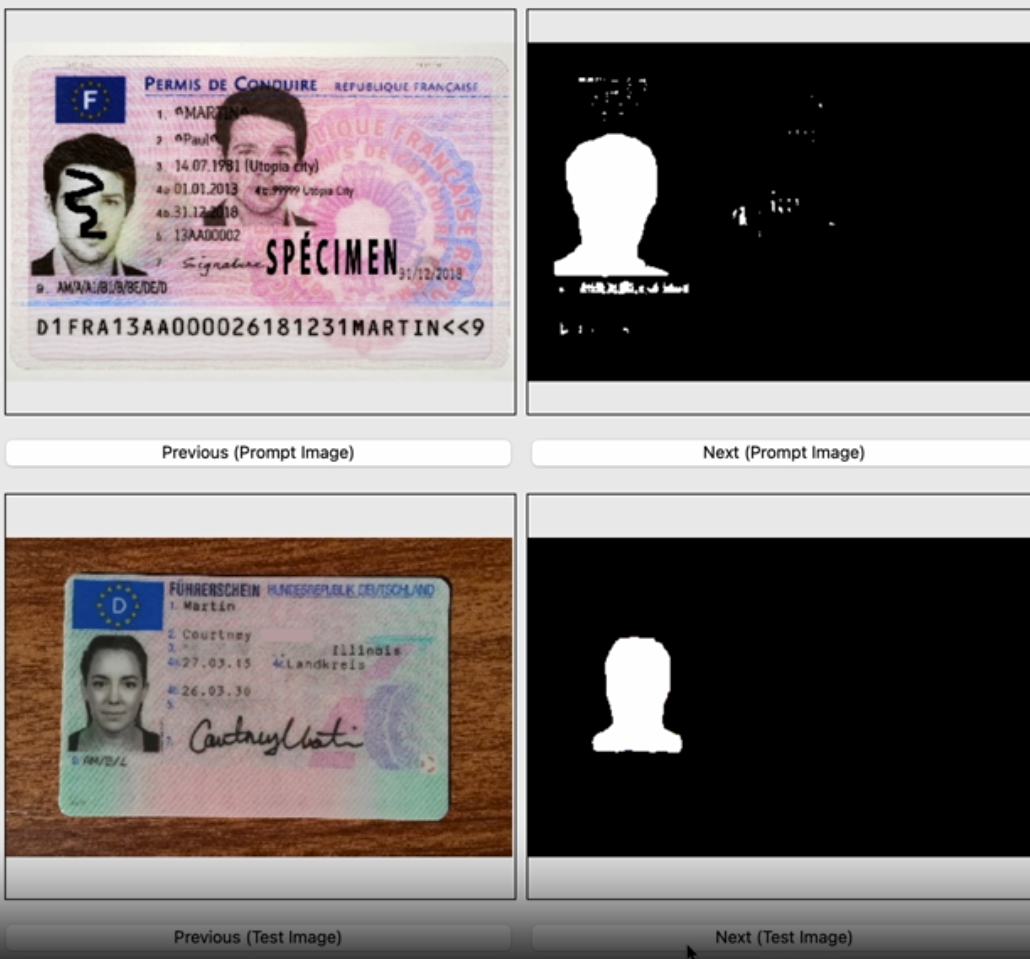 F
PERMIS DE CONDUIRE RÉPUBLIQUE FRANÇAISE
1. MARTIN
2. Paul
3. 14.07.1981 (Utopia city)
4a 01.01.2013 4c.99999 Utopia City
4b.31.12.2018
5. 13AA00002
7. Signature SPÉCIMEN 31/12/2018
9. AM/A/A1/B1/B/BE/DE/D
D1FRA13AA000026181231MARTIN<<9
Previous (Prompt Image) Next (Prompt Image)
D
FÜHRERSCHEIN BUNDESREPUBLIK DEUTSCHLAND
1. Martin
2. Courtney
3. Illinois
4a 27.03.15 4c Landkreis
4b 26.03.30
5.
7. Courtney Martin
9. AM/B/L
Previous (Test Image) Next (Test Image)